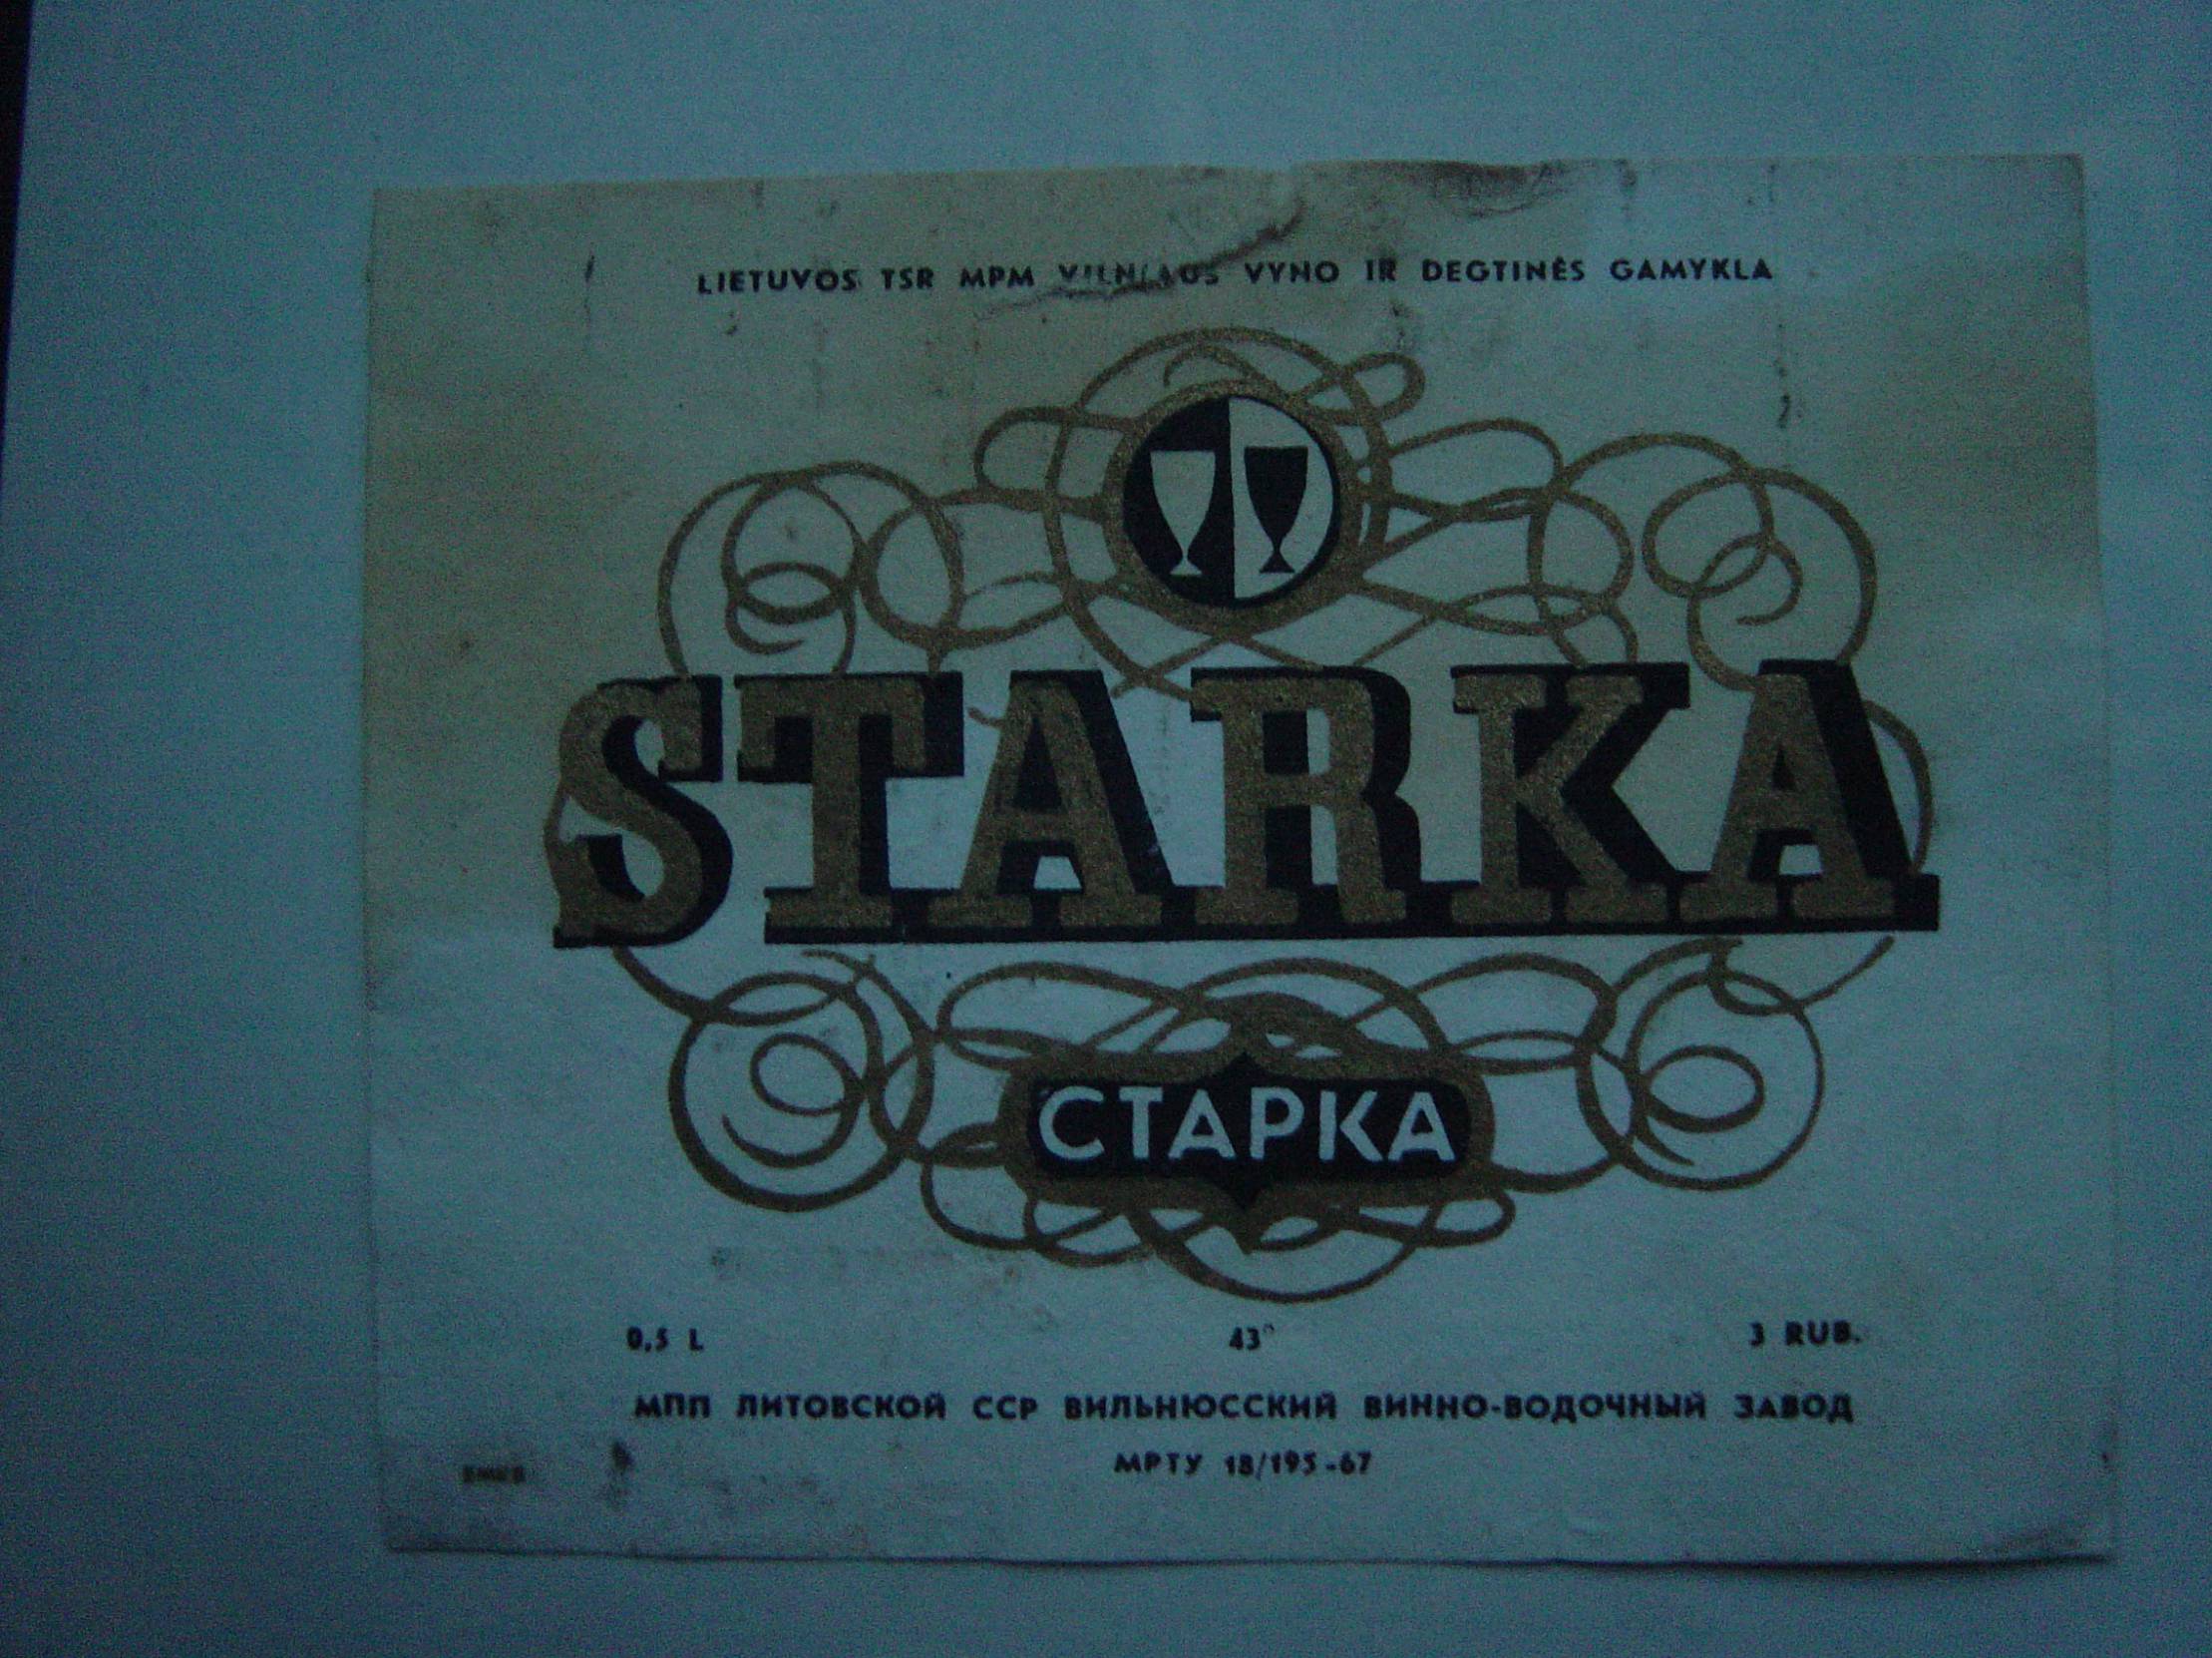 LIETUVOS TSR MPM VILNIAUS VYNO IR DEGTINĖS GAMYKLA
STARKA
СТАРКА
0,5 L 43° 3 RUB.
МПП ЛИТОВСКОЙ ССР ВИЛЬНЮССКИЙ ВИННО-ВОДОЧНЫЙ ЗАВОД
МРТУ 18/195-67